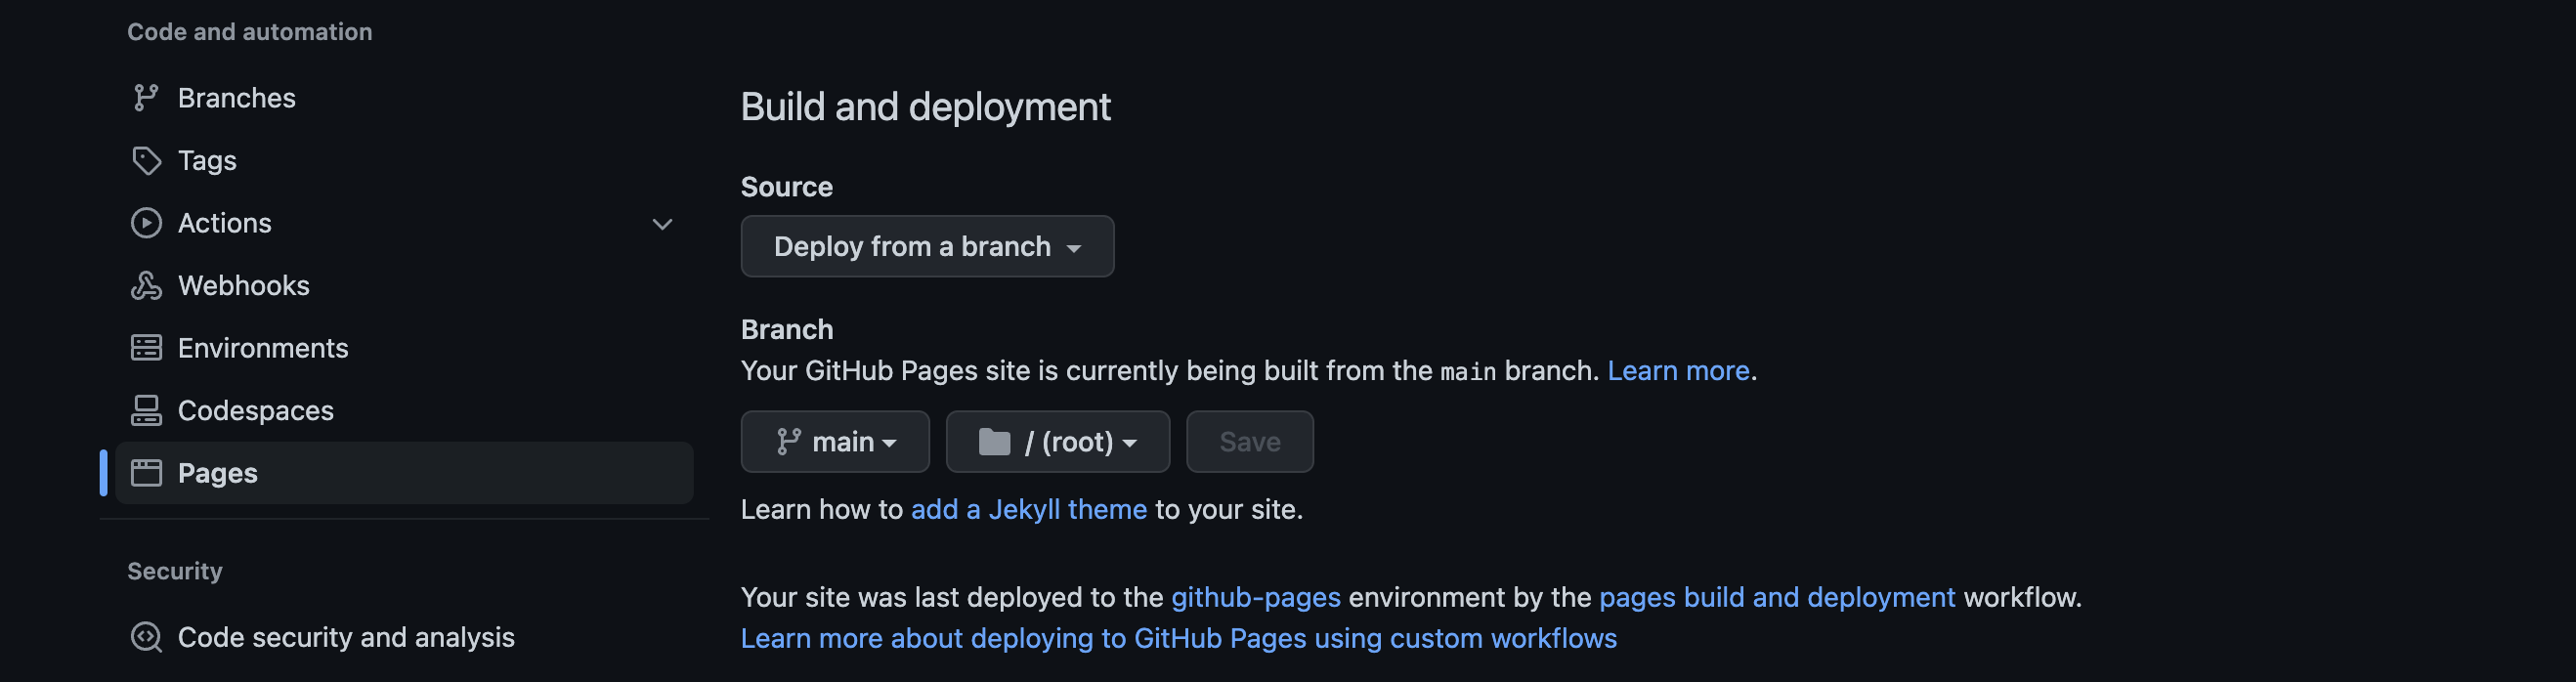 Code and automation
Branches
Tags
Actions
Webhooks
Environments
Codespaces
Pages
Security
Code security and analysis
Build and deployment
Source
Deploy from a branch
Branch
Your GitHub Pages site is currently being built from the main branch. Learn more.
main
/ (root)
Save
Learn how to add a Jekyll theme to your site.
Your site was last deployed to the github-pages environment by the pages build and deployment workflow.
Learn more about deploying to GitHub Pages using custom workflows